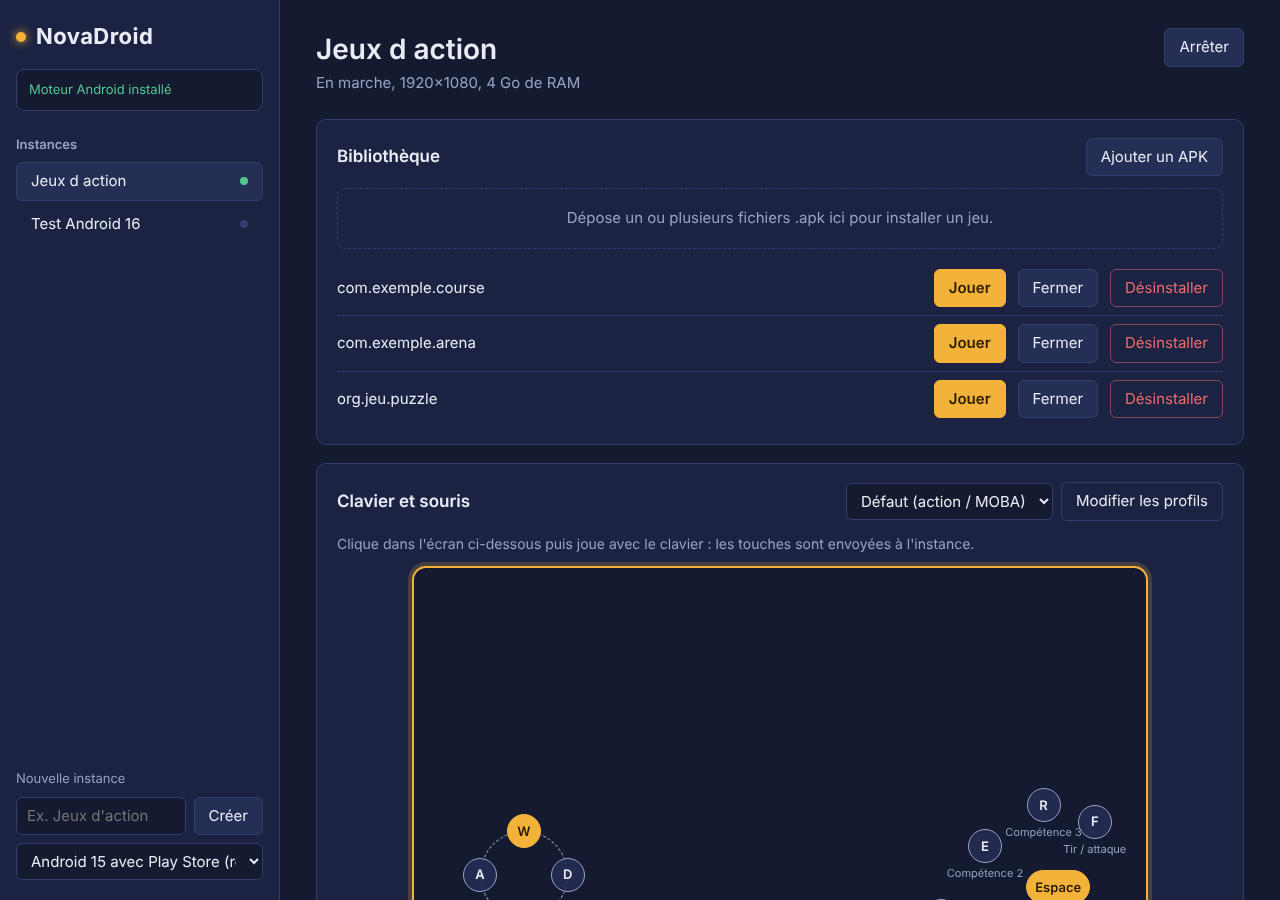 NovaDroid
Moteur Android installé
Instances
Jeux d action
Test Android 16
Nouvelle instance
Ex. Jeux d'action
Créer
Android 15 avec Play Store (r
Jeux d action
En marche, 1920×1080, 4 Go de RAM
Arrêter
Bibliothèque
Ajouter un APK
Dépose un ou plusieurs fichiers .apk ici pour installer un jeu.
com.exemple.course
Jouer
Fermer
Désinstaller
com.exemple.arena
Jouer
Fermer
Désinstaller
org.jeu.puzzle
Jouer
Fermer
Désinstaller
Clavier et souris
Défaut (action / MOBA)
Modifier les profils
Clique dans l'écran ci-dessous puis joue avec le clavier : les touches sont envoyées à l'instance.
W
A
D
R
Compétence 3
F
Tir / attaque
E
Compétence 2
Espace